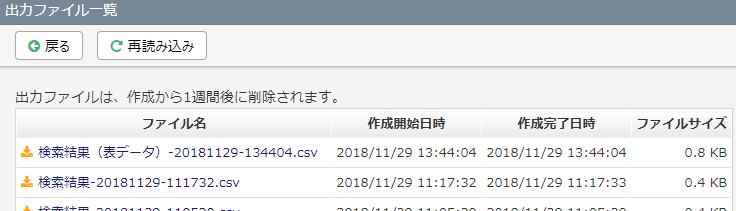 出力ファイル一覧
戻る 再読み込み
出力ファイルは、作成から1週間後に削除されます。
ファイル名 作成開始日時 作成完了日時 ファイルサイズ
検索結果（表データ）-20181129-134404.csv 2018/11/29 13:44:04 2018/11/29 13:44:04 0.8 KB
検索結果-20181129-111732.csv 2018/11/29 11:17:32 2018/11/29 11:17:33 0.4 KB